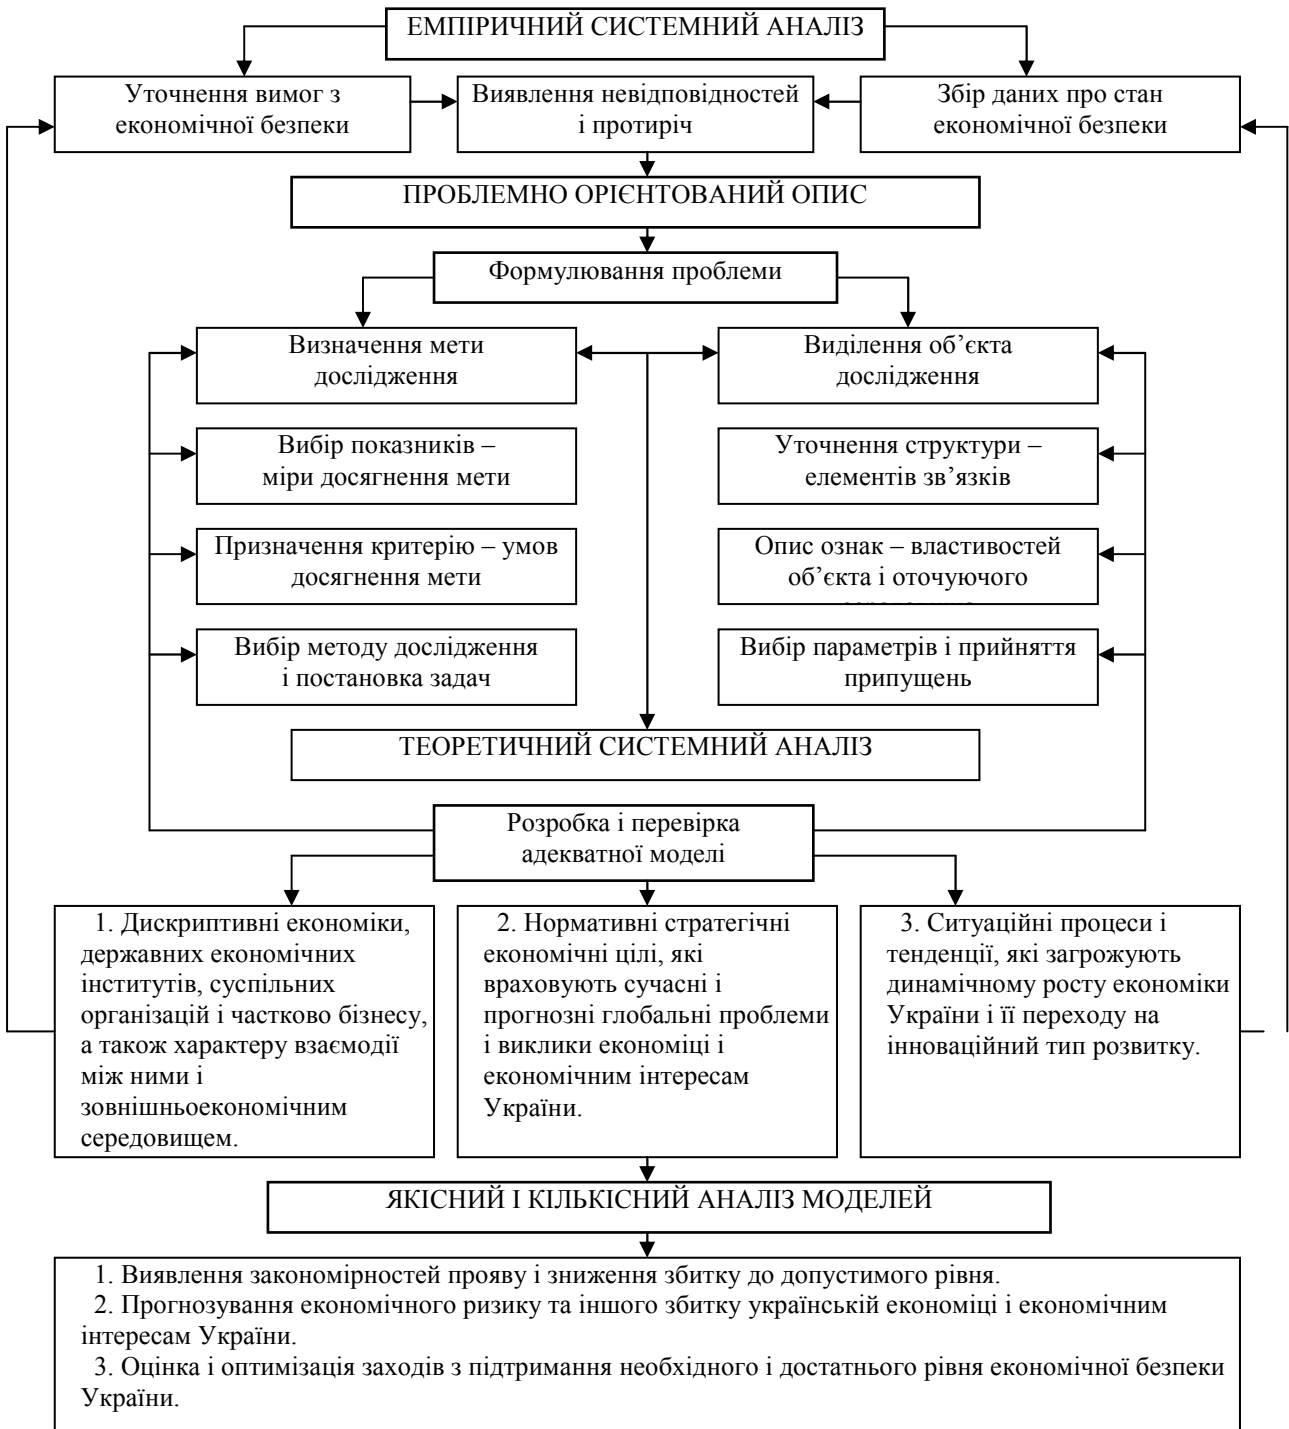 ЕМПІРИЧНИЙ СИСТЕМНИЙ АНАЛІЗ
Уточнення вимог з
економічної безпеки
Виявлення невідповідностей
і протиріч
Збір даних про стан
економічної безпеки
ПРОБЛЕМНО ОРІЄНТОВАНИЙ ОПИС
Формулювання проблеми
Визначення мети
дослідження
Виділення об’єкта
дослідження
Вибір показників –
міри досягнення мети
Уточнення структури –
елементів зв’язків
Призначення критерію – умов
досягнення мети
Опис ознак – властивостей
об’єкта і оточуючого
Вибір методу дослідження
і постановка задач
Вибір параметрів і прийняття
припущень
ТЕОРЕТИЧНИЙ СИСТЕМНИЙ АНАЛІЗ
Розробка і перевірка
адекватної моделі
1. Дискриптивні економіки,
державних економічних
інститутів, суспільних
організацій і частково бізнесу,
а також характеру взаємодії
між ними і
зовнішньоекономічним
середовищем.
2. Нормативні стратегічні
економічні цілі, які
враховують сучасні і
прогнозні глобальні проблеми
і виклики економіці і
економічним інтересам
України.
3. Ситуаційні процеси і
тенденції, які загрожують
динамічному росту економіки
України і її переходу на
інноваційний тип розвитку.
ЯКІСНИЙ І КІЛЬКІСНИЙ АНАЛІЗ МОДЕЛЕЙ
1. Виявлення закономірностей прояву і зниження збитку до допустимого рівня.
2. Прогнозування економічного ризику та іншого збитку українській економіці і економічним
інтересам України.
3. Оцінка і оптимізація заходів з підтримання необхідного і достатнього рівня економічної безпеки
України.